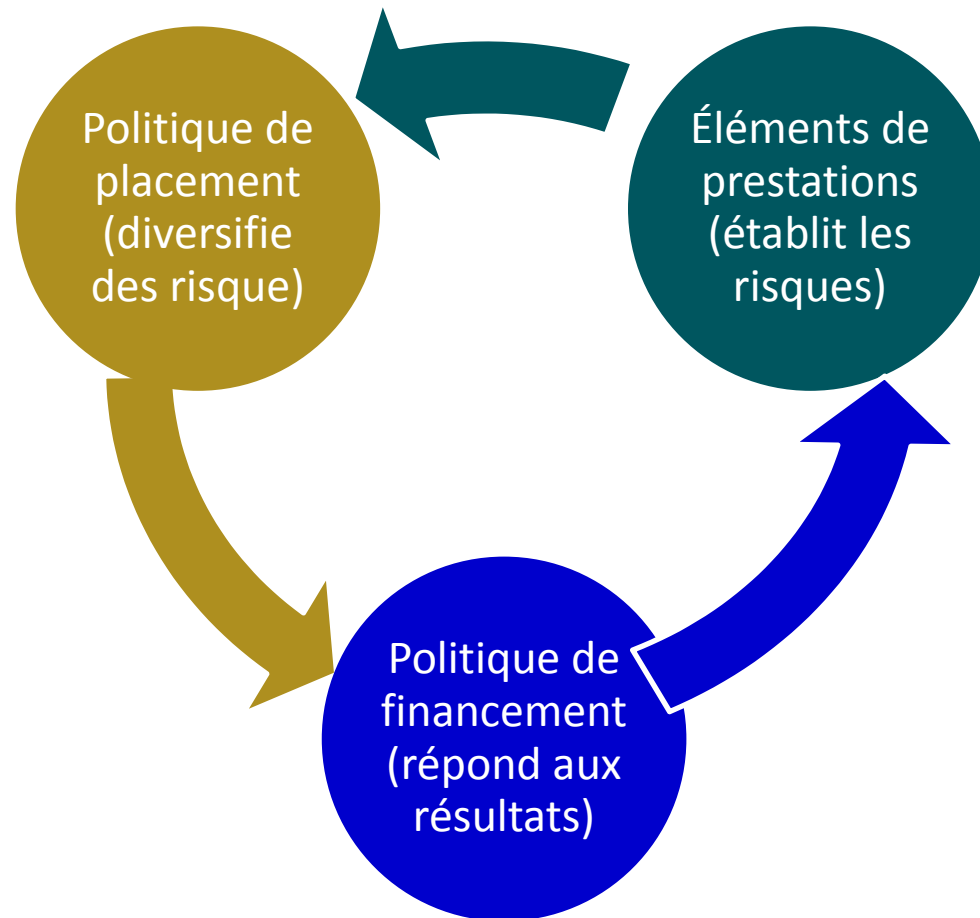 Politique de
placement
(diversifie
des risque)
Éléments de
prestations
(établit les
risques)
Politique de
financement
(répond aux
résultats)